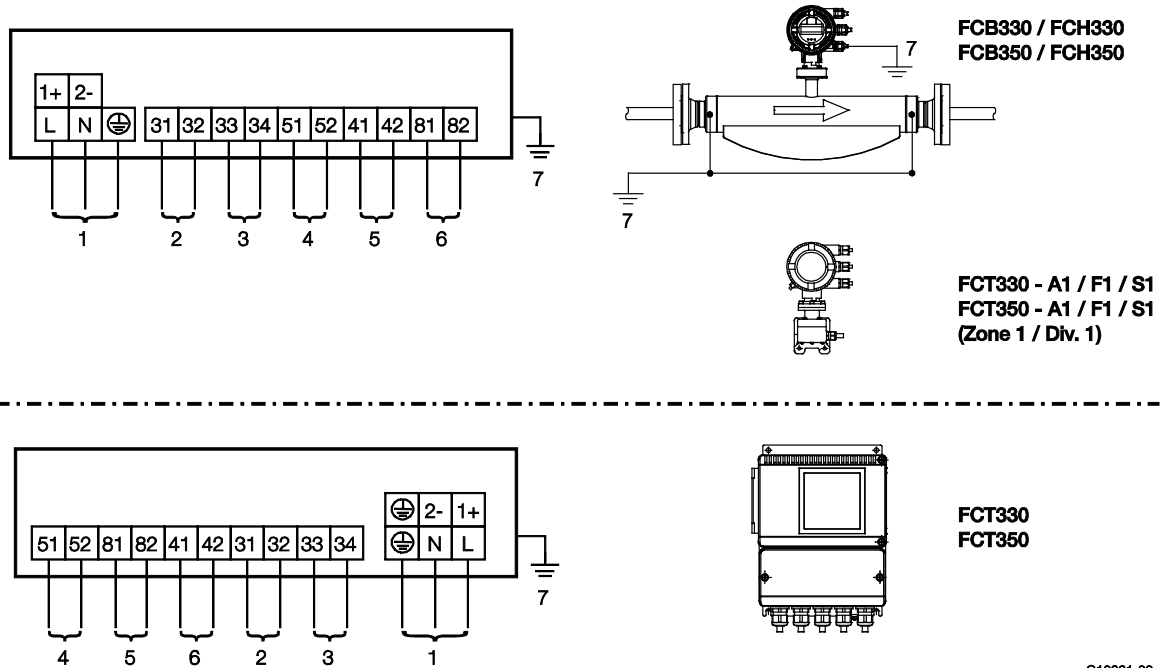 1+ 2-
L N 31 32 33 34 51 52 41 42 81 82
7
1 2 3 4 5 6
7
7
FCB330 / FCH330
FCB350 / FCH350
FCT330 - A1 / F1 / S1
FCT350 - A1 / F1 / S1
(Zone 1 / Div. 1)
2- 1+
51 52 81 82 41 42 31 32 33 34 N L
7
4 5 6 2 3 1
FCT330
FCT350